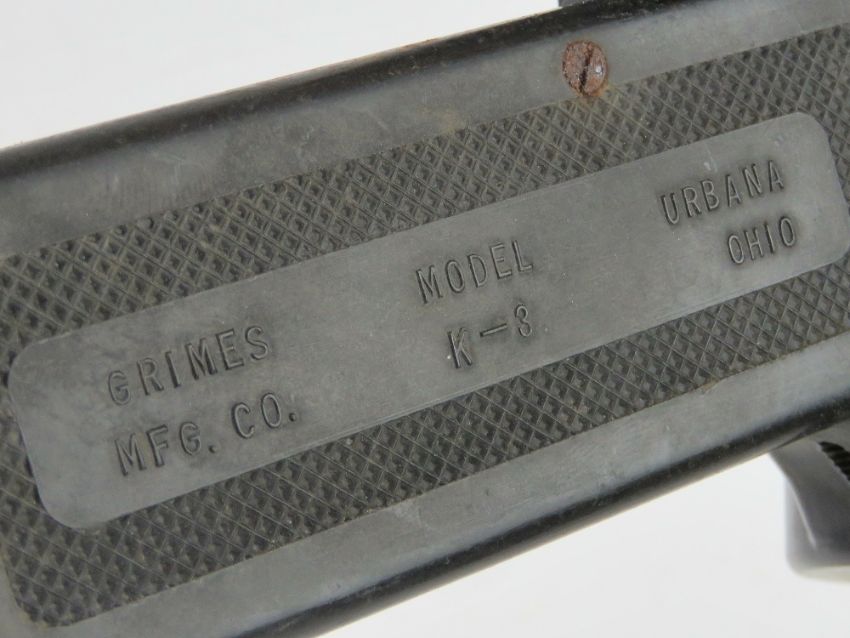 GRIMES
MFG. CO.
MODEL
K-3
URBANA
OHIO